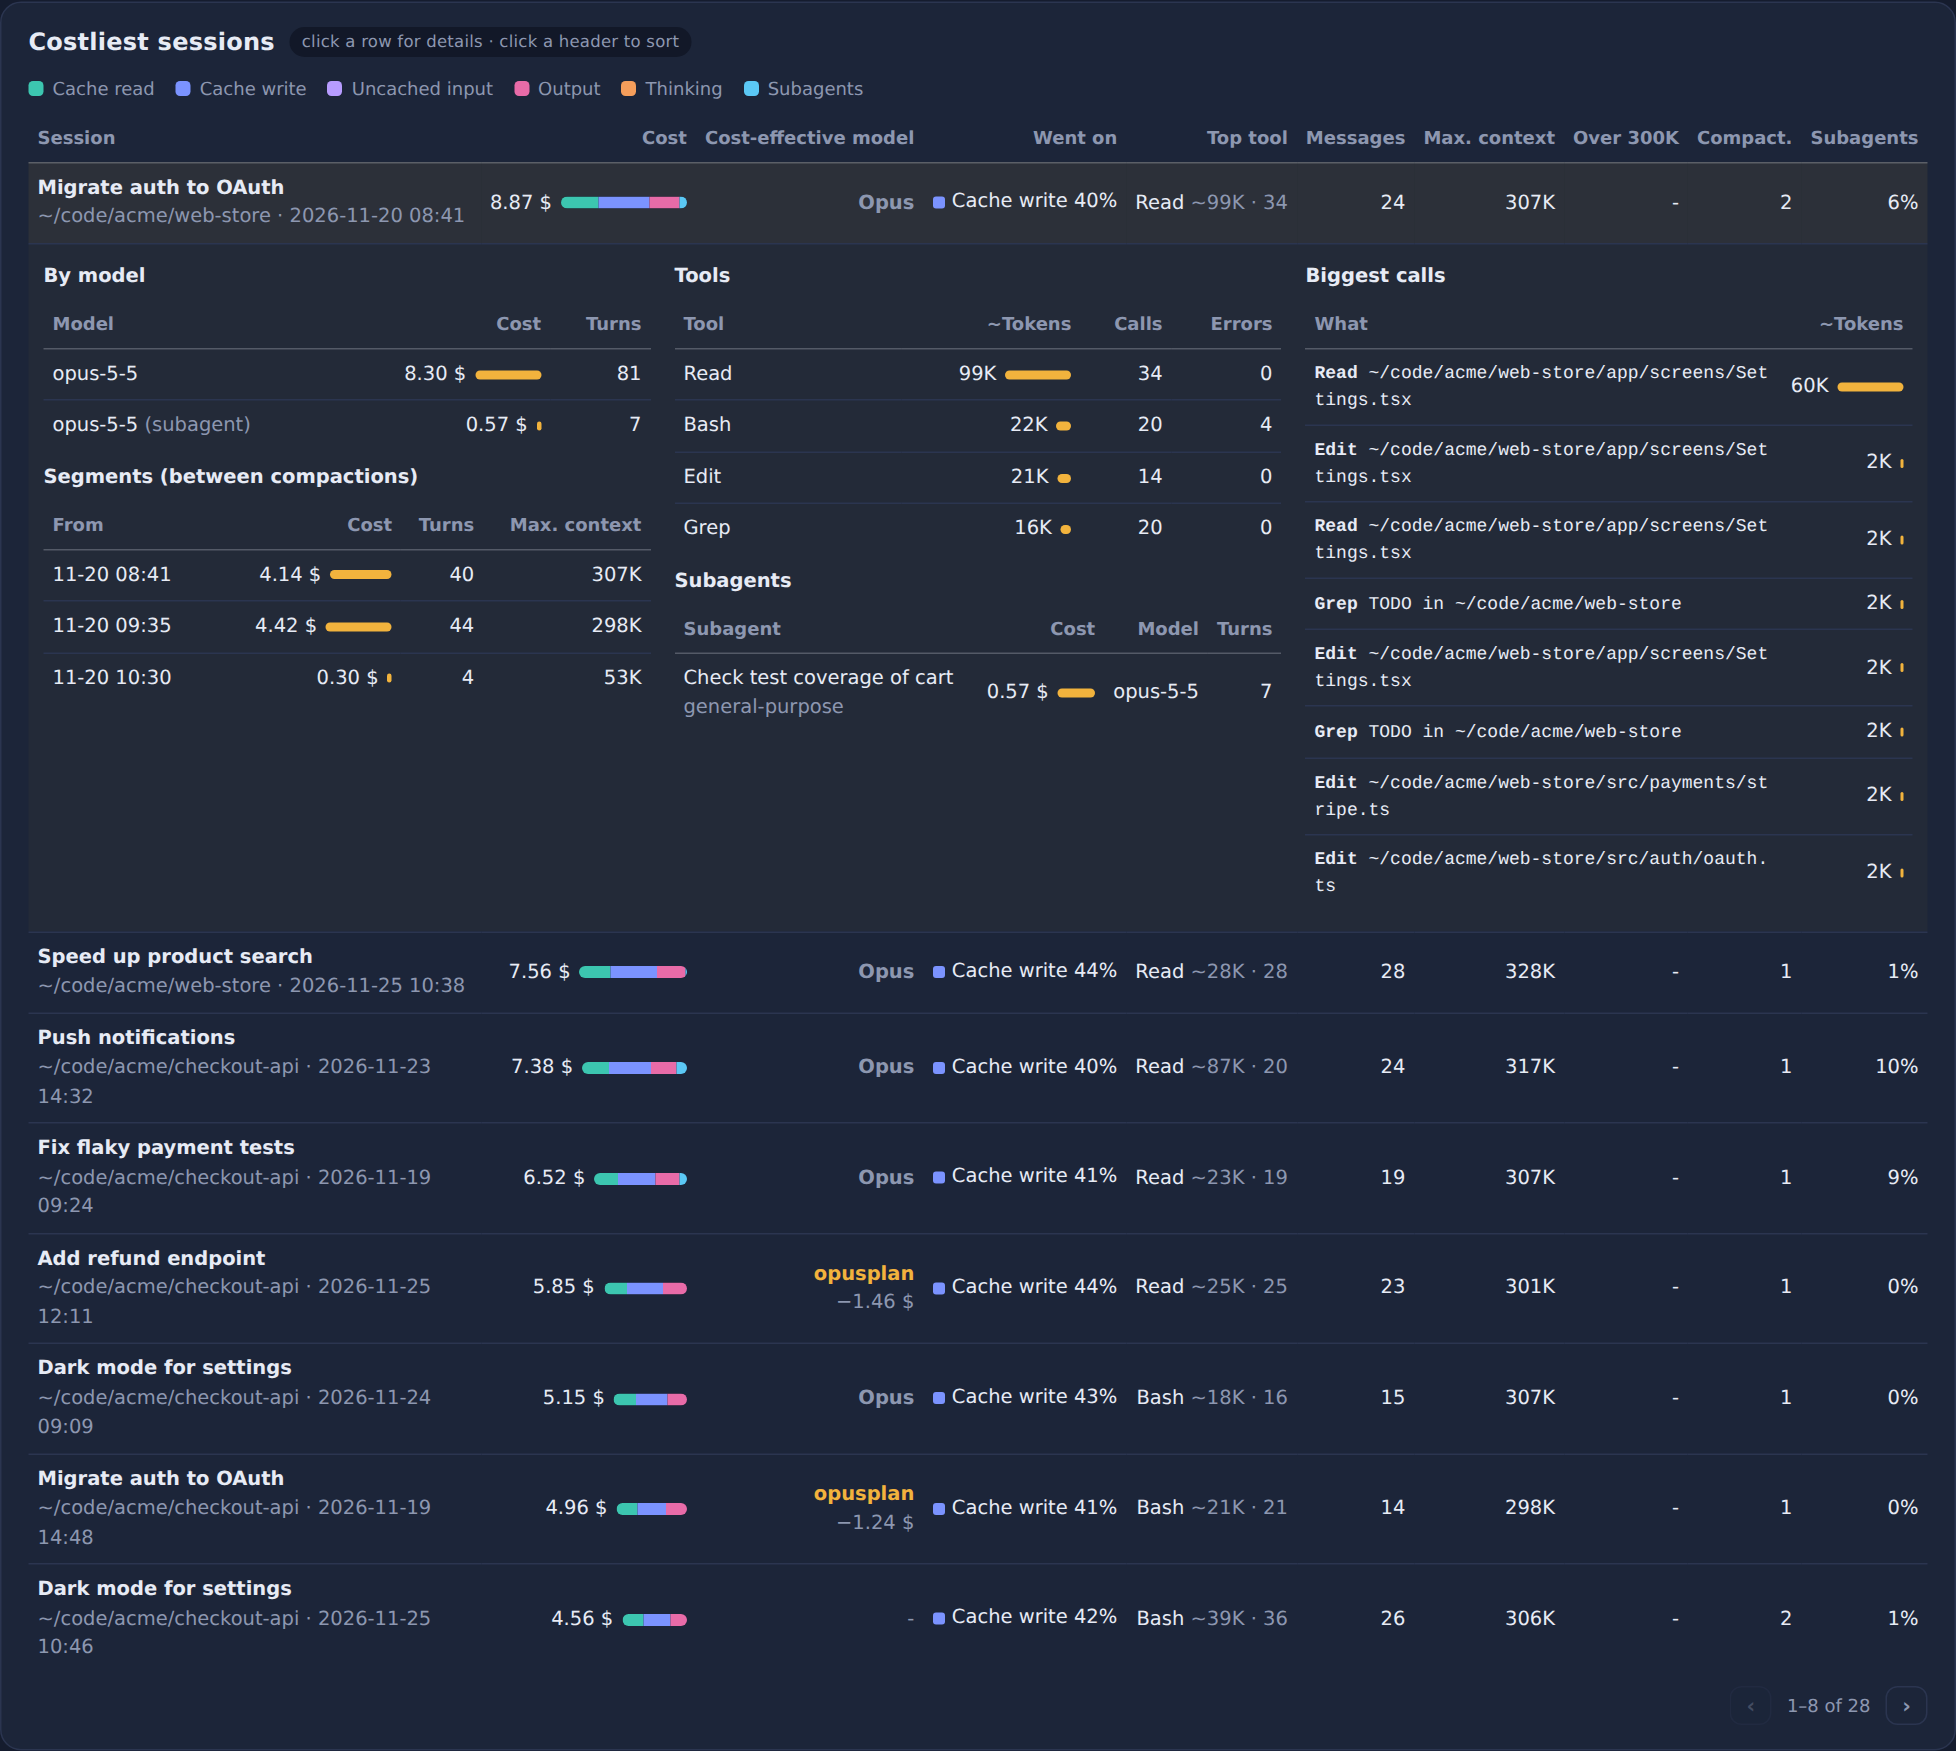 Costliest sessions click a row for details · click a header to sort
Cache read Cache write Uncached input Output Thinking Subagents
Session Cost Cost-effective model Went on Top tool Messages Max. context Over 300K Compact. Subagents
Migrate auth to OAuth
~/code/acme/web-store · 2026-11-20 08:41 8.87 $ Opus Cache write 40% Read ~99K · 34 24 307K - 2 6%
By model
Model Cost Turns
opus-5-5 8.30 $ 81
opus-5-5 (subagent) 0.57 $ 7
Segments (between compactions)
From Cost Turns Max. context
11-20 08:41 4.14 $ 40 307K
11-20 09:35 4.42 $ 44 298K
11-20 10:30 0.30 $ 4 53K
Tools
Tool ~Tokens Calls Errors
Read 99K 34 0
Bash 22K 20 4
Edit 21K 14 0
Grep 16K 20 0
Subagents
Subagent Cost Model Turns
Check test coverage of cart 0.57 $ opus-5-5 7
general-purpose
Biggest calls
What ~Tokens
Read ~/code/acme/web-store/app/screens/Set 60K
tings.tsx
Edit ~/code/acme/web-store/app/screens/Set 2K
tings.tsx
Read ~/code/acme/web-store/app/screens/Set 2K
tings.tsx
Grep TODO in ~/code/acme/web-store 2K
Edit ~/code/acme/web-store/app/screens/Set 2K
tings.tsx
Grep TODO in ~/code/acme/web-store 2K
Edit ~/code/acme/web-store/src/payments/st 2K
ripe.ts
Edit ~/code/acme/web-store/src/auth/oauth. 2K
ts
Speed up product search
~/code/acme/web-store · 2026-11-25 10:38 7.56 $ Opus Cache write 44% Read ~28K · 28 28 328K - 1 1%
Push notifications
~/code/acme/checkout-api · 2026-11-23 7.38 $ Opus Cache write 40% Read ~87K · 20 24 317K - 1 10%
14:32
Fix flaky payment tests
~/code/acme/checkout-api · 2026-11-19 6.52 $ Opus Cache write 41% Read ~23K · 19 19 307K - 1 9%
09:24
Add refund endpoint
~/code/acme/checkout-api · 2026-11-25 5.85 $ opusplan −1.46 $ Cache write 44% Read ~25K · 25 23 301K - 1 0%
12:11
Dark mode for settings
~/code/acme/checkout-api · 2026-11-24 5.15 $ Opus Cache write 43% Bash ~18K · 16 15 307K - 1 0%
09:09
Migrate auth to OAuth
~/code/acme/checkout-api · 2026-11-19 4.96 $ opusplan −1.24 $ Cache write 41% Bash ~21K · 21 14 298K - 1 0%
14:48
Dark mode for settings
~/code/acme/checkout-api · 2026-11-25 4.56 $ - Cache write 42% Bash ~39K · 36 26 306K - 2 1%
10:46
‹ 1–8 of 28 ›